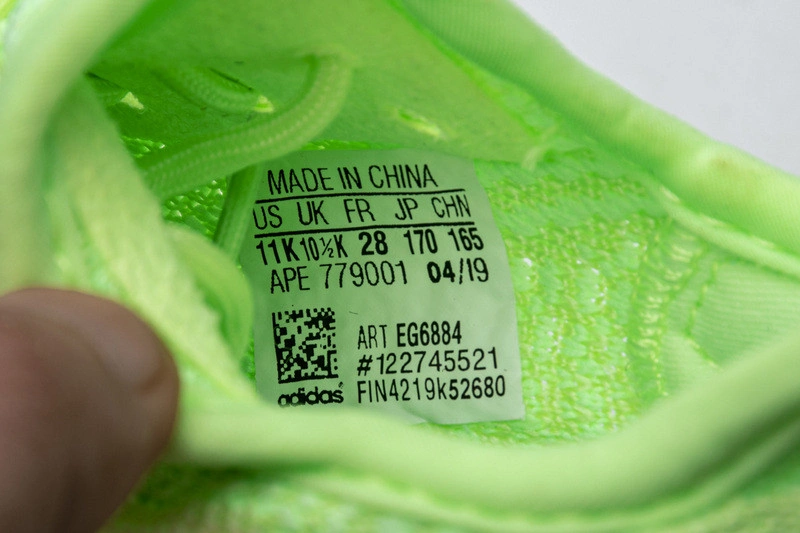 MADE IN CHINA
US UK FR JP CHN
11K 10½K 28 170 165
APE 779001 04/19
ART EG6884
#122745521
adidas FIN4219k52680